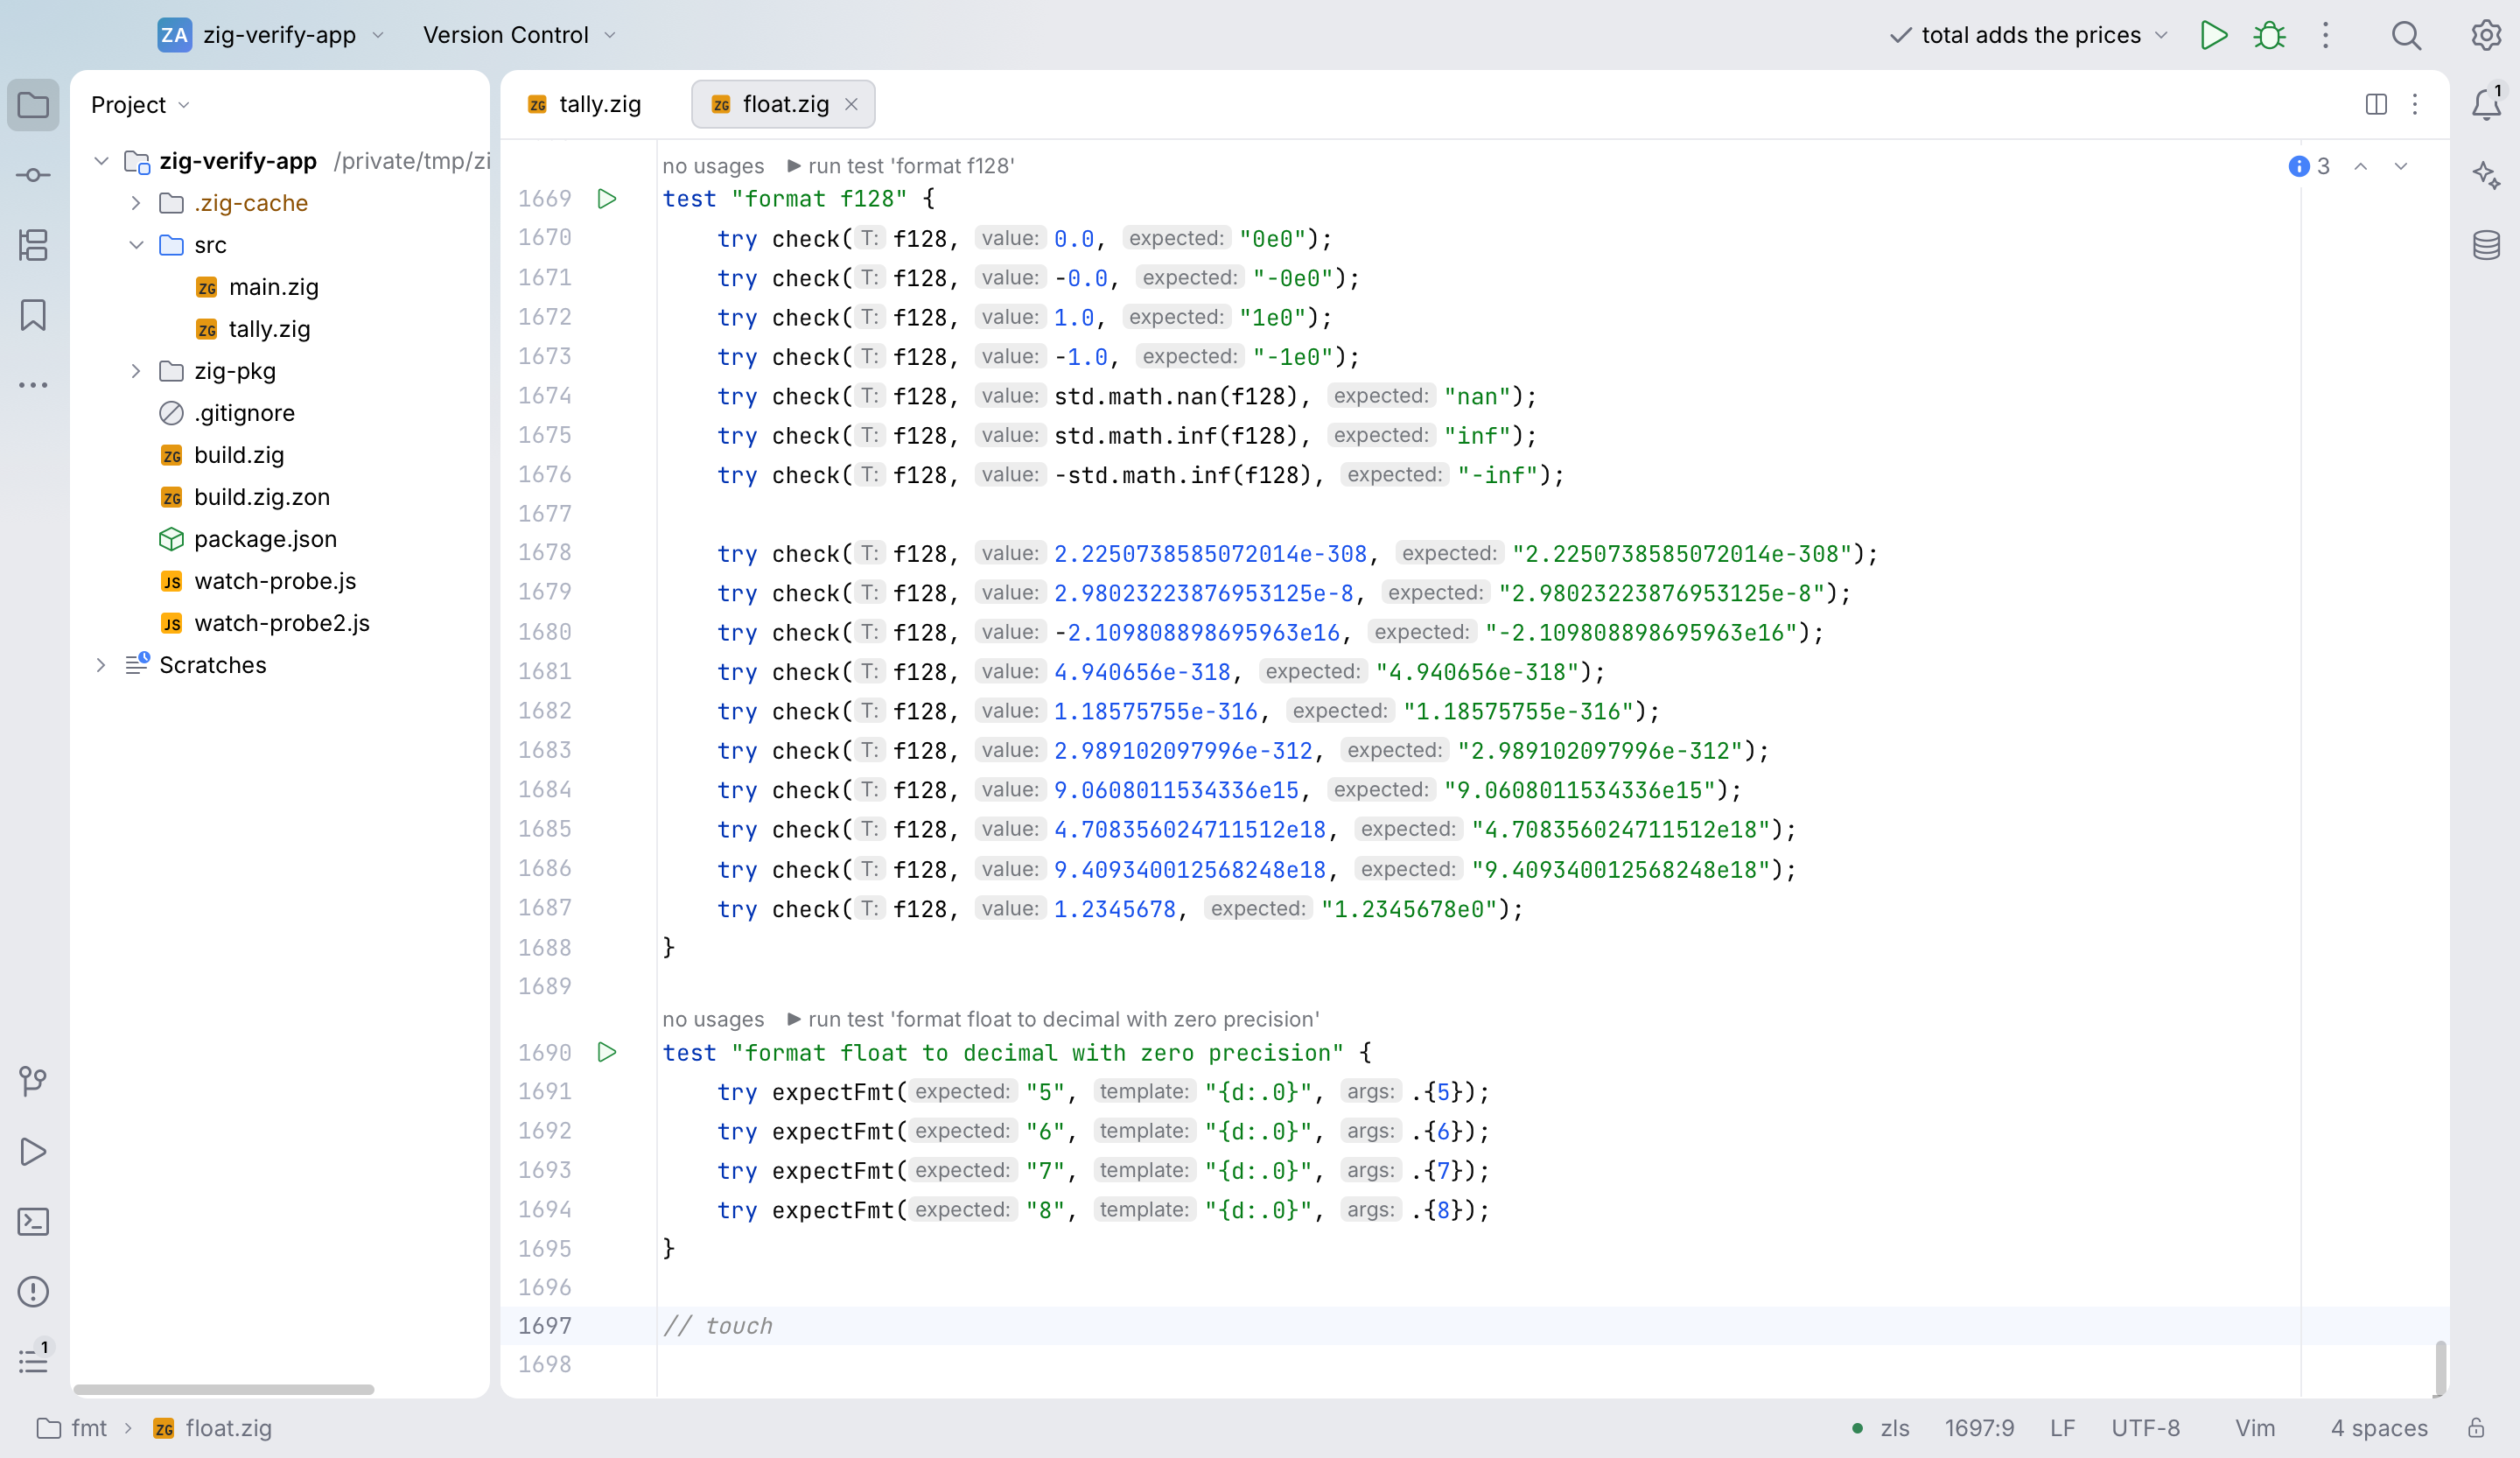 ZA zig-verify-app Version Control total adds the prices
Project
tally.zig float.zig
1
zig-verify-app /private/tmp/zi
.zig-cache
src
ZG main.zig
ZG tally.zig
zig-pkg
.gitignore
ZG build.zig
ZG build.zig.zon
package.json
JS watch-probe.js
JS watch-probe2.js
Scratches
no usages run test 'format f128' 3
1669 test "format f128" {
1670 try check( T: f128, value: 0.0, expected: "0e0");
1671 try check( T: f128, value: -0.0, expected: "-0e0");
1672 try check( T: f128, value: 1.0, expected: "1e0");
1673 try check( T: f128, value: -1.0, expected: "-1e0");
1674 try check( T: f128, value: std.math.nan(f128), expected: "nan");
1675 try check( T: f128, value: std.math.inf(f128), expected: "inf");
1676 try check( T: f128, value: -std.math.inf(f128), expected: "-inf");
1677
1678 try check( T: f128, value: 2.2250738585072014e-308, expected: "2.2250738585072014e-308");
1679 try check( T: f128, value: 2.98023223876953125e-8, expected: "2.98023223876953125e-8");
1680 try check( T: f128, value: -2.109808898695963e16, expected: "-2.109808898695963e16");
1681 try check( T: f128, value: 4.940656e-318, expected: "4.940656e-318");
1682 try check( T: f128, value: 1.18575755e-316, expected: "1.18575755e-316");
1683 try check( T: f128, value: 2.989102097996e-312, expected: "2.989102097996e-312");
1684 try check( T: f128, value: 9.0608011534336e15, expected: "9.0608011534336e15");
1685 try check( T: f128, value: 4.708356024711512e18, expected: "4.708356024711512e18");
1686 try check( T: f128, value: 9.409340012568248e18, expected: "9.409340012568248e18");
1687 try check( T: f128, value: 1.2345678, expected: "1.2345678e0");
1688 }
1689
no usages run test 'format float to decimal with zero precision'
1690 test "format float to decimal with zero precision" {
1691 try expectFmt( expected: "5", template: "{d:.0}", args: .{5});
1692 try expectFmt( expected: "6", template: "{d:.0}", args: .{6});
1693 try expectFmt( expected: "7", template: "{d:.0}", args: .{7});
1694 try expectFmt( expected: "8", template: "{d:.0}", args: .{8});
1695 }
1696
1697 // touch
1698
1
fmt > ZG float.zig zls 1697:9 LF UTF-8 Vim 4 spaces